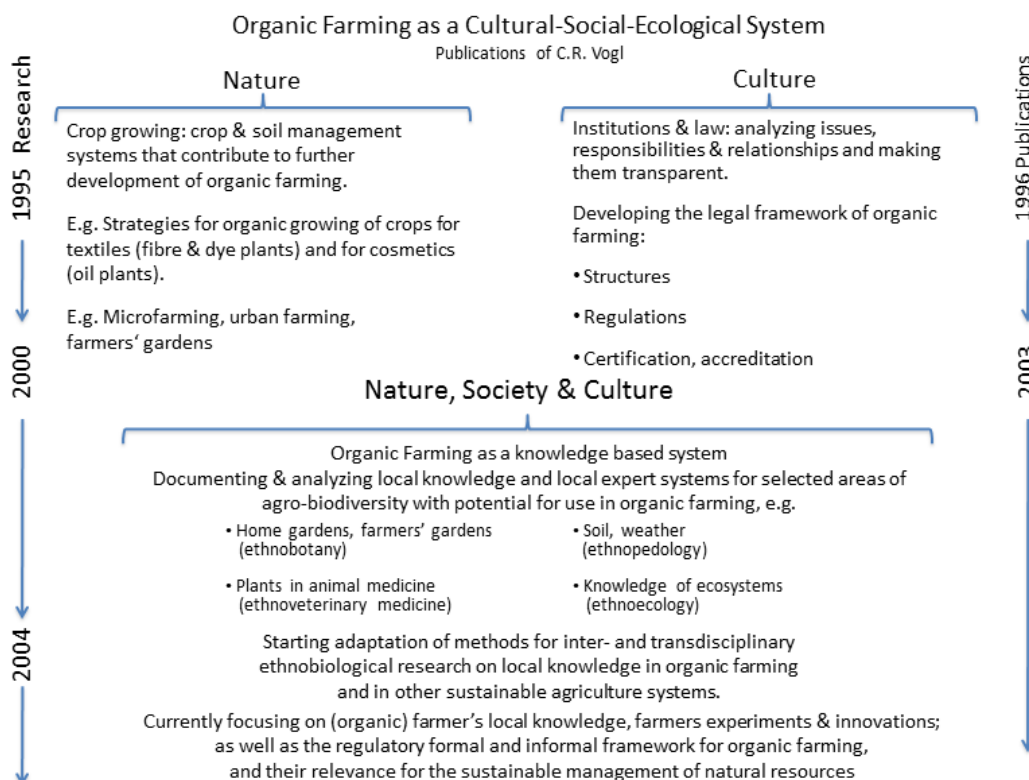 Organic Farming as a Cultural-Social-Ecological System
Publications of C.R. Vogl
Nature
Culture
1995 Research
2000
2004
Crop growing: crop & soil management
systems that contribute to further
development of organic farming.
E.g. Strategies for organic growing of crops for
textiles (fibre & dye plants) and for cosmetics
(oil plants).
E.g. Microfarming, urban farming,
farmers‘ gardens
Institutions & law: analyzing issues,
responsibilities & relationships and making
them transparent.
Developing the legal framework of organic
farming:
• Structures
• Regulations
• Certification, accreditation
1996 Publications
2003
Nature, Society & Culture
Organic Farming as a knowledge based system
Documenting & analyzing local knowledge and local expert systems for selected areas of
agro-biodiversity with potential for use in organic farming, e.g.
• Home gardens, farmers’ gardens
(ethnobotany)
• Plants in animal medicine
(ethnoveterinary medicine)
• Soil, weather
(ethnopedology)
• Knowledge of ecosystems
(ethnoecology)
Starting adaptation of methods for inter- and transdisciplinary
ethnobiological research on local knowledge in organic farming
and in other sustainable agriculture systems.
Currently focusing on (organic) farmer’s local knowledge, farmers experiments & innovations;
as well as the regulatory formal and informal framework for organic farming,
and their relevance for the sustainable management of natural resources